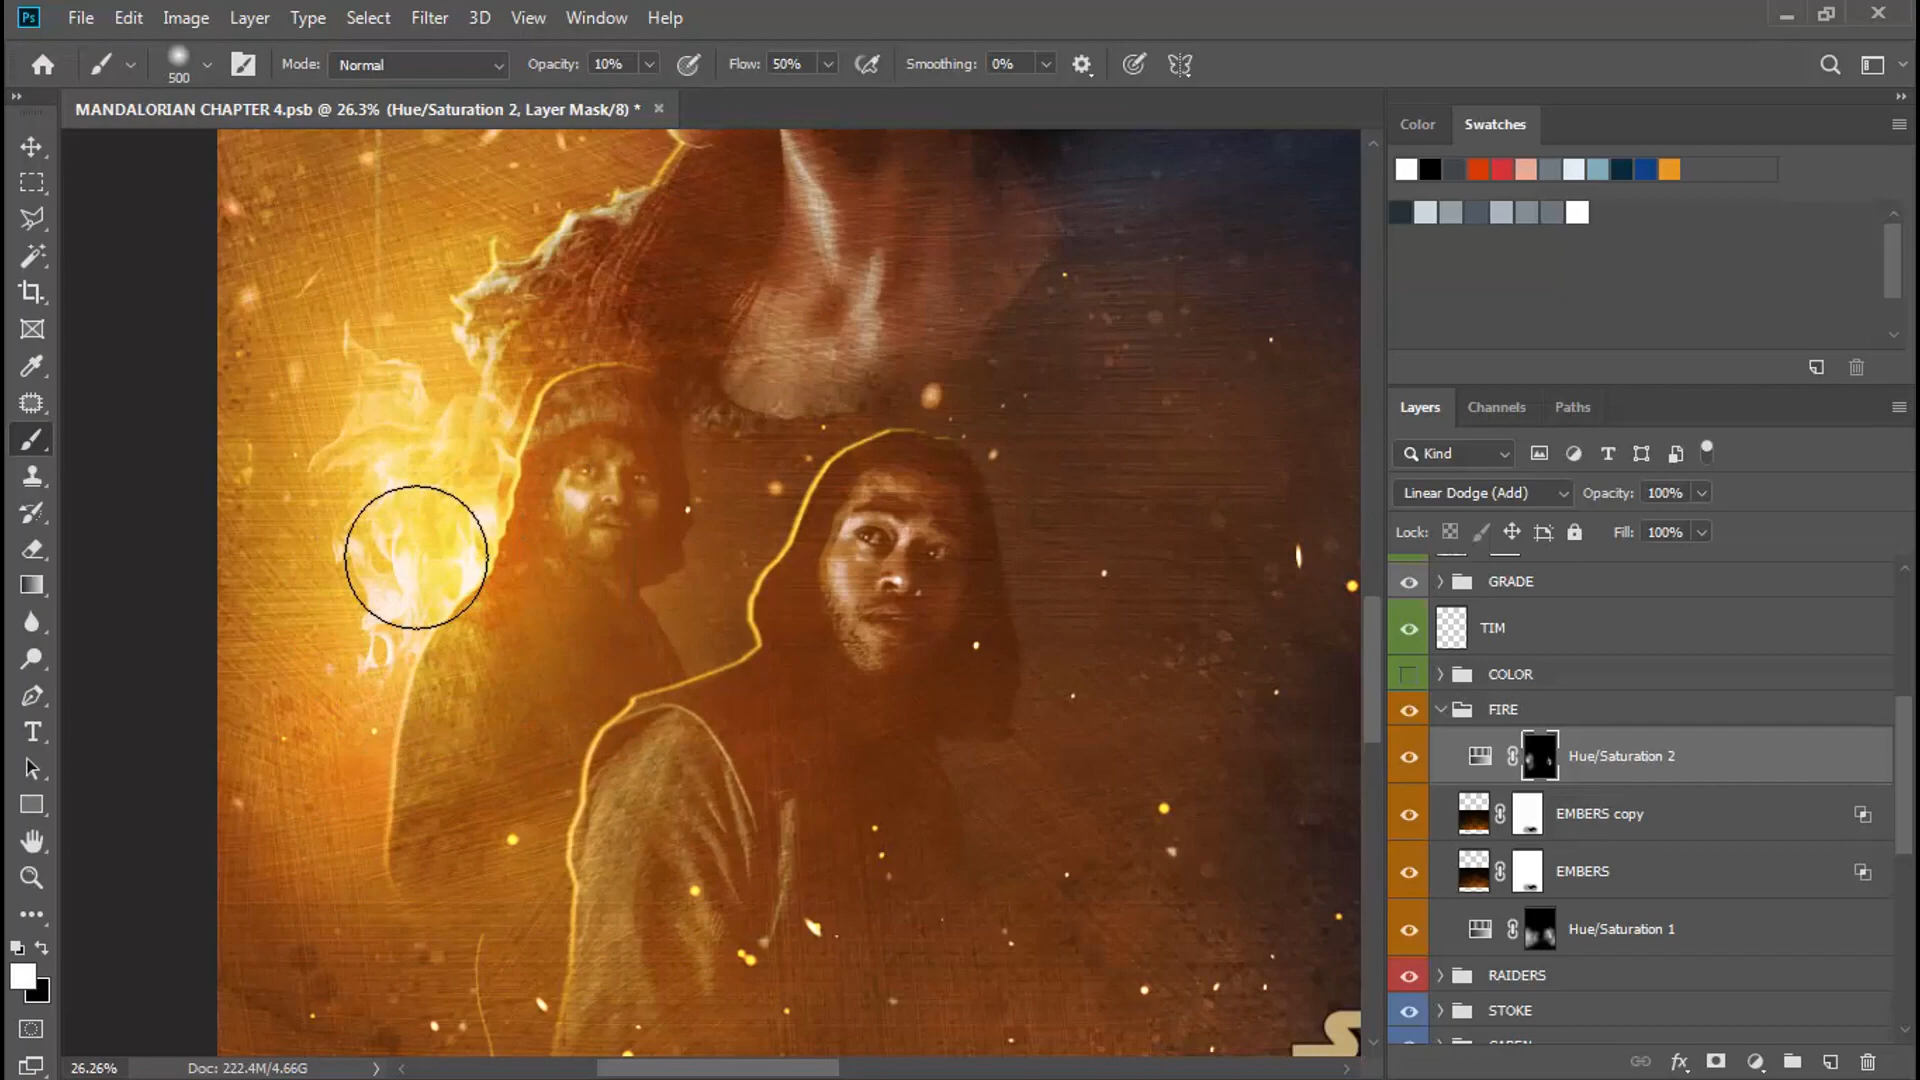 Ps File Edit Image Layer Type Select Filter 3D View Window Help
500 Mode: Normal Opacity: 10% Flow: 50% Smoothing: 0%
MANDALORIAN CHAPTER 4.psb @ 26.3% (Hue/Saturation 2, Layer Mask/8) *
Color Swatches
Layers Channels Paths
Kind
Linear Dodge (Add) Opacity: 100%
Lock: Fill: 100%
GRADE
TIM
COLOR
FIRE
Hue/Saturation 2
EMBERS copy
EMBERS
Hue/Saturation 1
RAIDERS
STOKE
26.26% Doc: 222.4M/4.66G